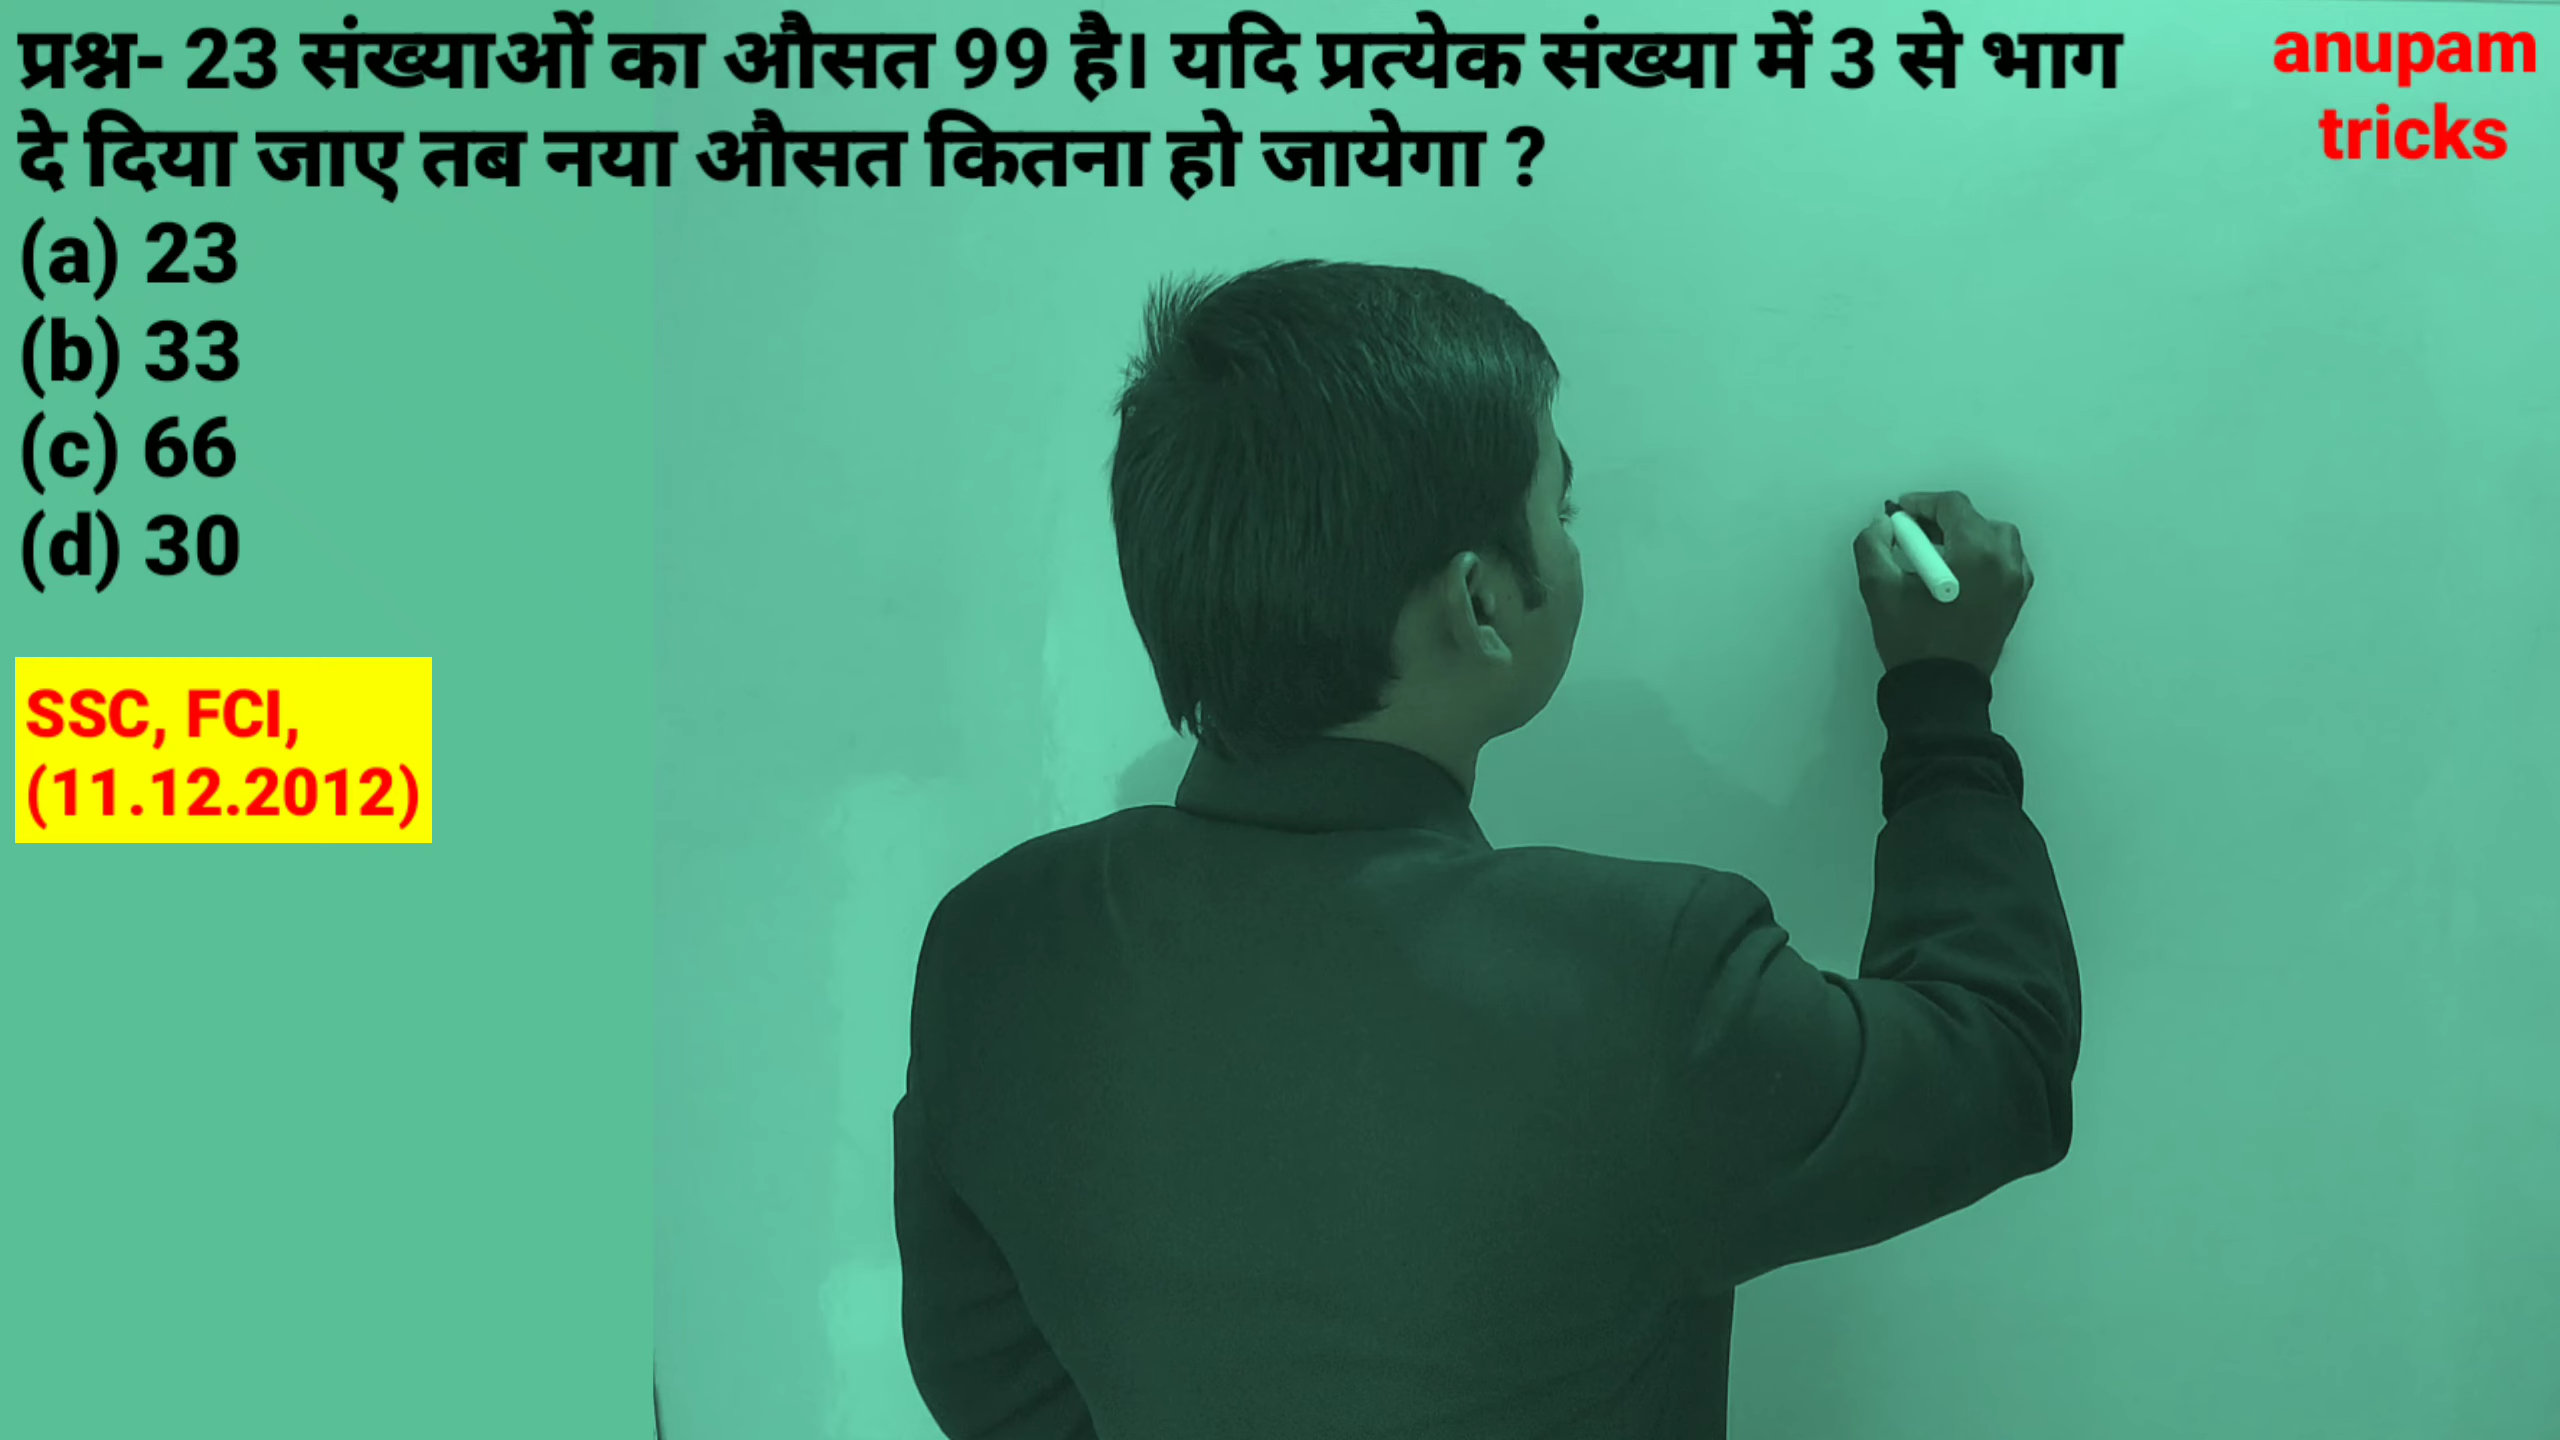 प्रश्न- 23 संख्याओं का औसत 99 है। यदि प्रत्येक संख्या में 3 से भाग
दे दिया जाए तब नया औसत कितना हो जायेगा ?
(a) 23
(b) 33
(c) 66
(d) 30
SSC, FCI,
(11.12.2012)
anupam
tricks